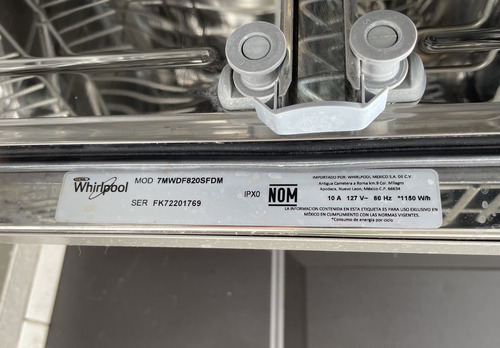 Whirlpool
MOD 7MWDF820SFDM
SER FK72201769
IPX0
NOM
IMPORTADO POR: WHIRLPOOL MEXICO S.A. DE C.V.
Antigua Carretera a Roma km.9 Col. Milagro
Apodaca, Nuevo Leon, México C.P. 66634
10 A 127 V~ 60 Hz *1150 W/h
LA INFORMACION CONTENIDA EN ESTA ETIQUETA ES PARA USO EXCLUSIVO EN
MÉXICO EN CUMPLIMIENTO CON LAS NORMAS VIGENTES.
*Consumo de energía por ciclo